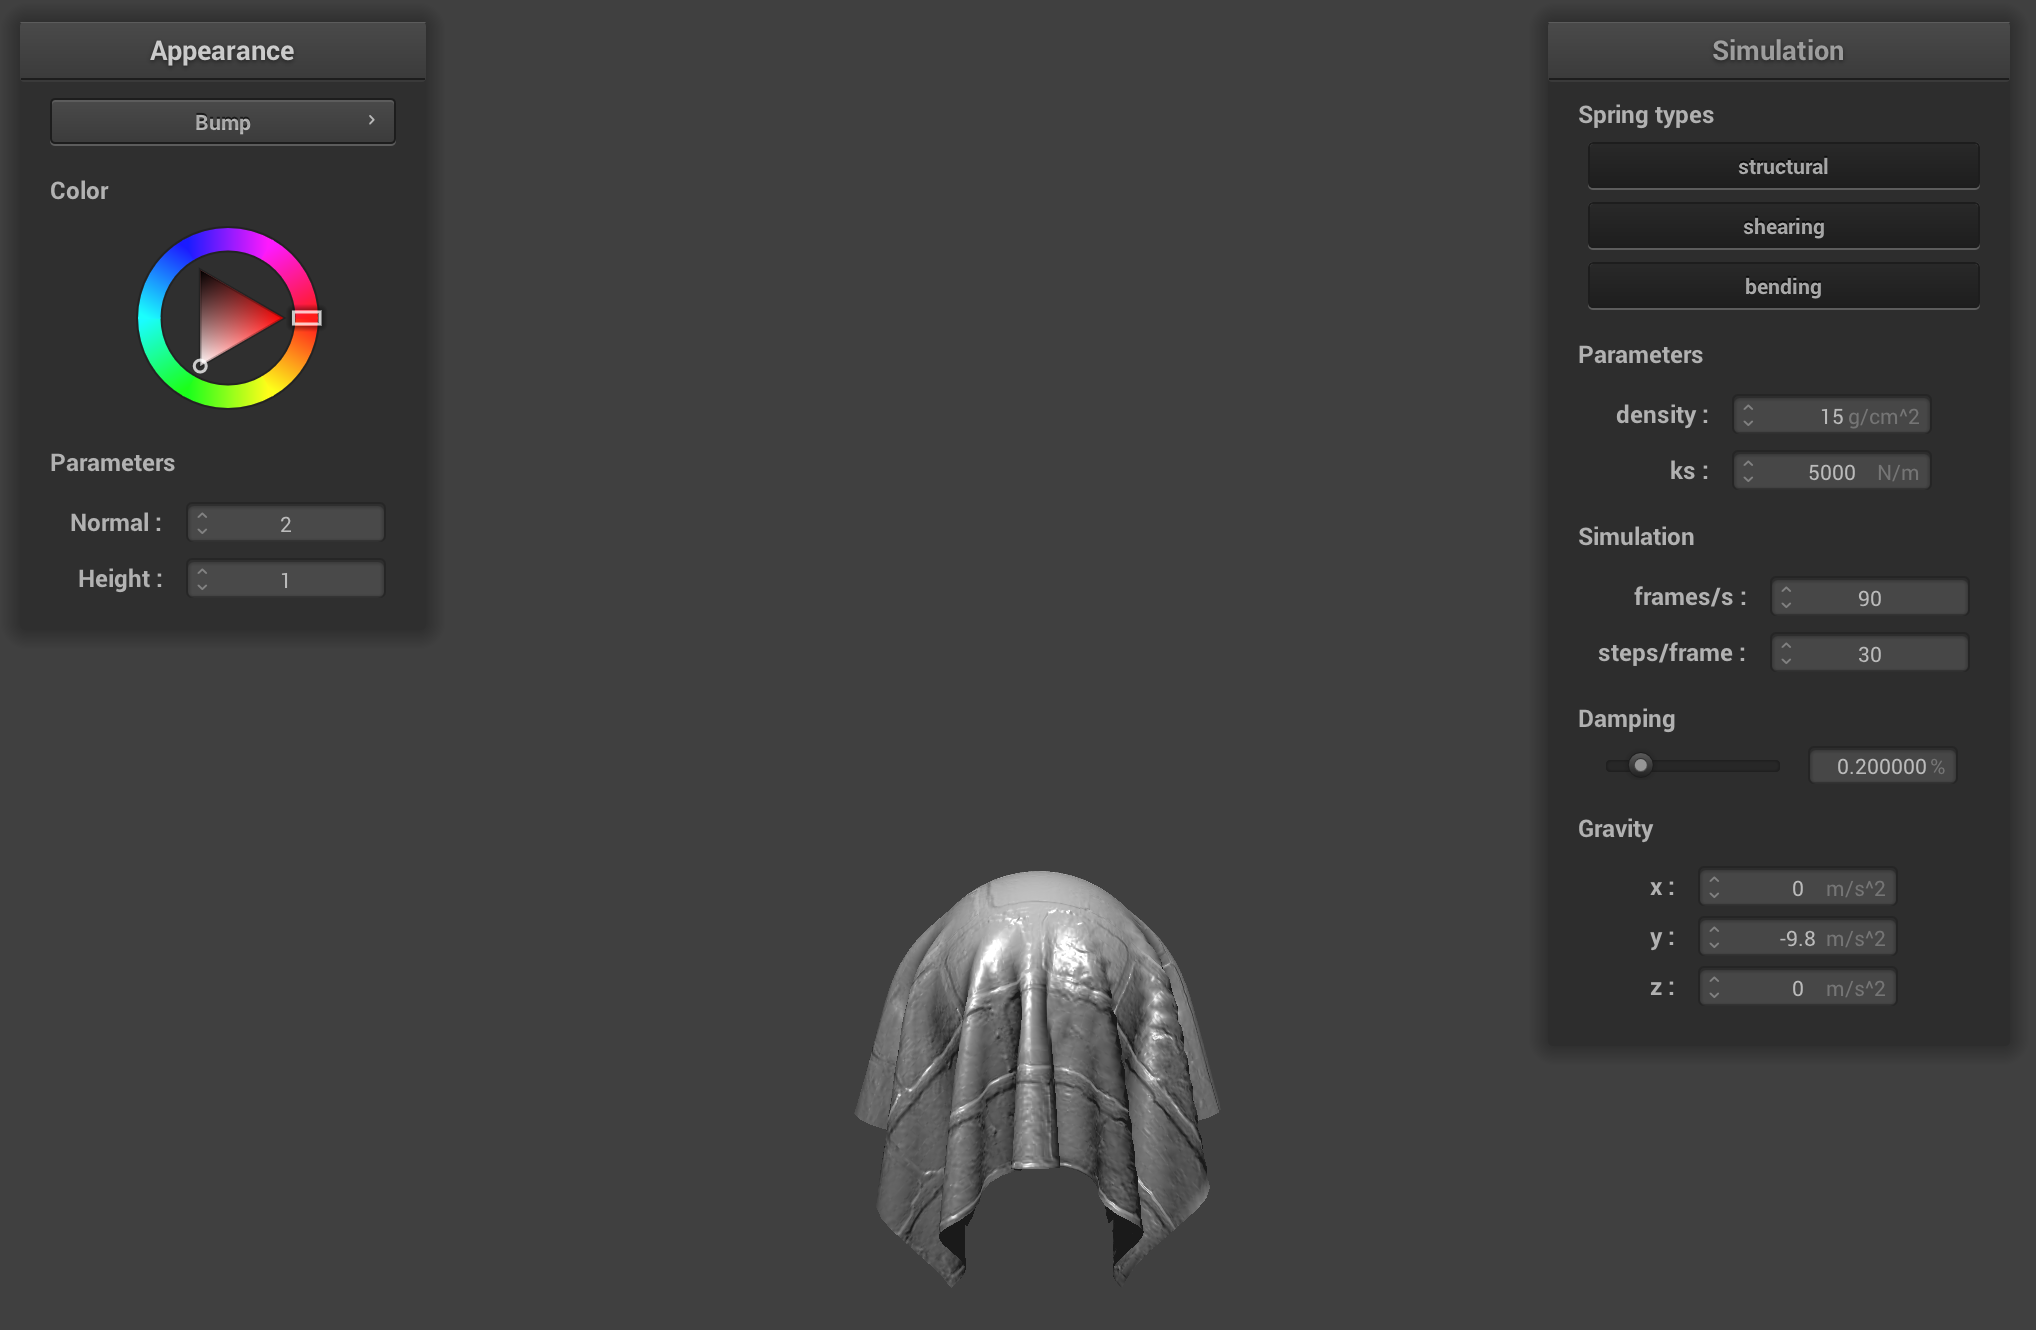 Appearance
Bump
Color
Parameters
Normal : 2
Height : 1
Simulation
Spring types
structural
shearing
bending
Parameters
density : 15 g/cm^2
ks : 5000 N/m
Simulation
frames/s : 90
steps/frame : 30
Damping
0.200000 %
Gravity
x : 0 m/s^2
y : -9.8 m/s^2
z : 0 m/s^2